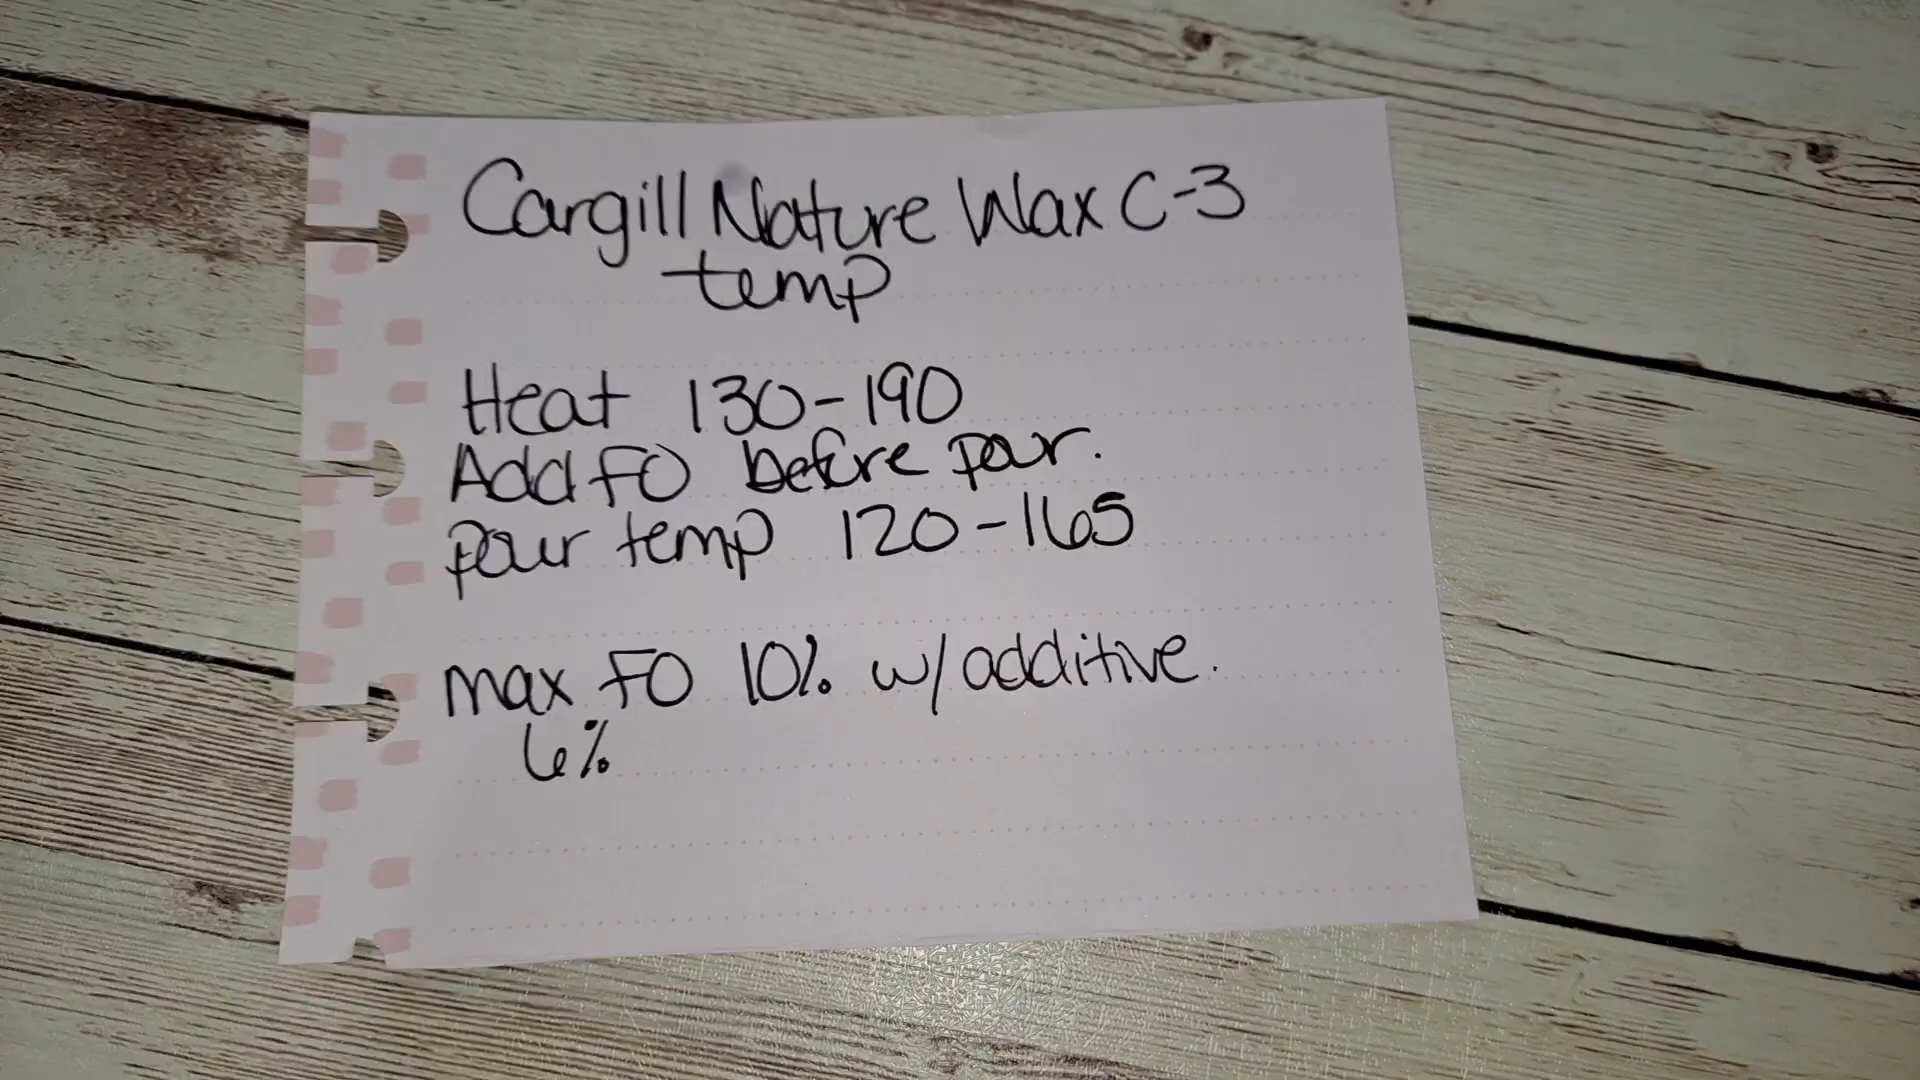 Cargill Nature Wax C-3
temp
Heat 130-190
Add FO before pour.
pour temp 120-165
max FO 10% w/additive.
6%